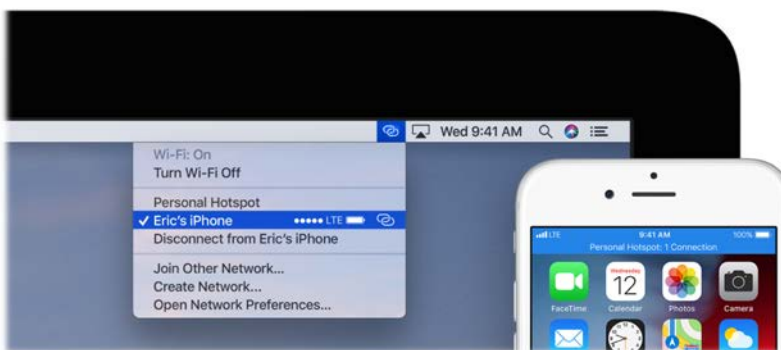 Wed 9:41 AM
Wi-Fi: On
Turn Wi-Fi Off
Personal Hotspot
✓ Eric's iPhone LTE
Disconnect from Eric's iPhone
Join Other Network...
Create Network...
Open Network Preferences...
LTE 9:41 AM 100%
Personal Hotspot: 1 Connection
Wednesday
12
FaceTime Calendar Photos Camera